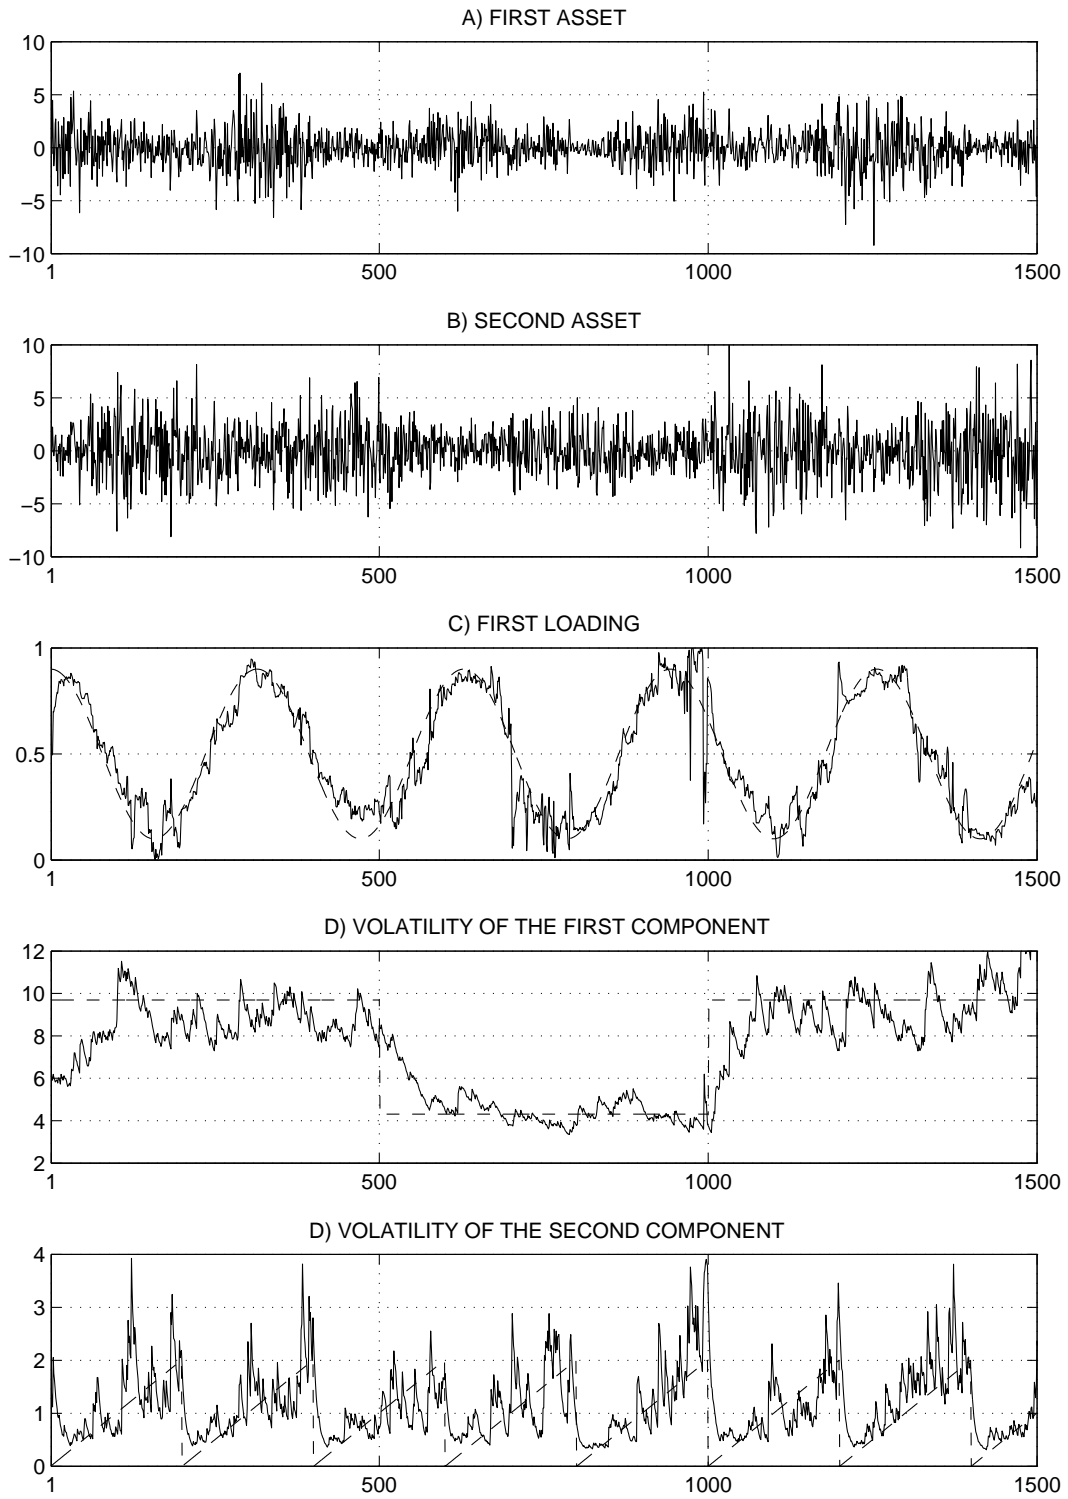 A) FIRST ASSET
10
5
0
−5
−10
1 500 1000 1500
B) SECOND ASSET
10
5
0
−5
−10
1 500 1000 1500
C) FIRST LOADING
1
0.5
0
1 500 1000 1500
D) VOLATILITY OF THE FIRST COMPONENT
12
10
8
6
4
2
1 500 1000 1500
D) VOLATILITY OF THE SECOND COMPONENT
4
3
2
1
0
1 500 1000 1500